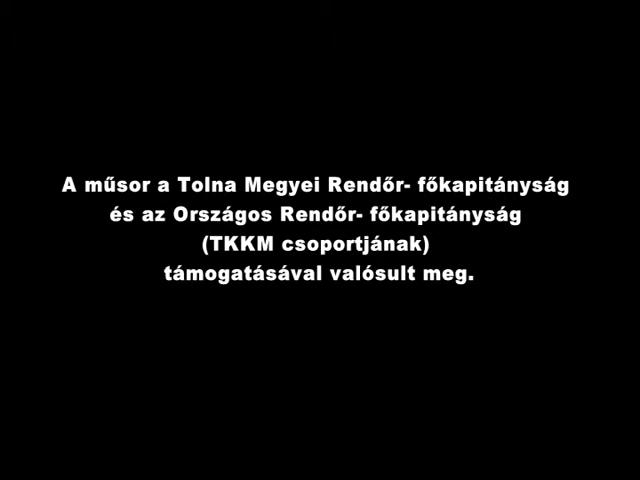 A műsor a Tolna Megyei Rendőr- főkapitányság
és az Országos Rendőr- főkapitányság
(TKKM csoportjának)
támogatásával valósult meg.